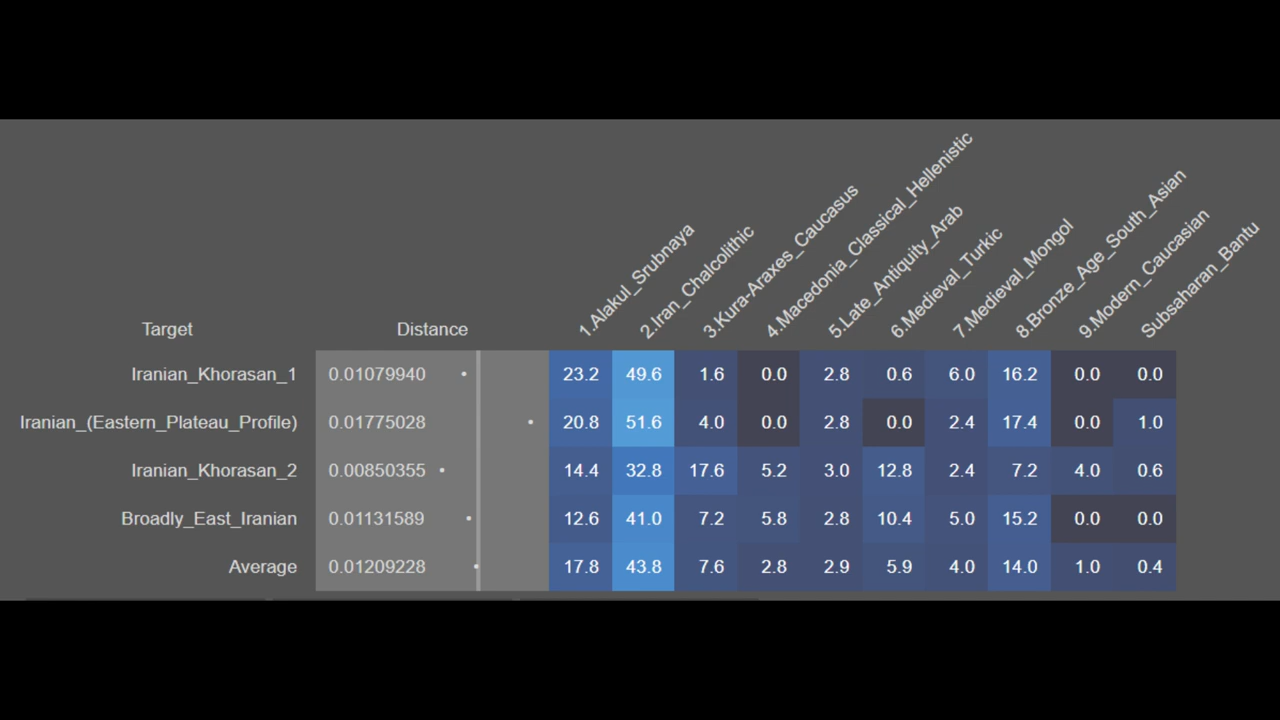 1.Alakul_Srubnaya
2.Iran_Chalcolithic
3.Kura-Araxes_Caucasus
4.Macedonia_Classical_Hellenistic
5.Late_Antiquity_Arab
6.Medieval_Turkic
7.Medieval_Mongol
8.Bronze_Age_South_Asian
9.Modern_Caucasian
Subsaharan_Bantu
Target Distance
Iranian_Khorasan_1 0.01079940 23.2 49.6 1.6 0.0 2.8 0.6 6.0 16.2 0.0 0.0
Iranian_(Eastern_Plateau_Profile) 0.01775028 20.8 51.6 4.0 0.0 2.8 0.0 2.4 17.4 0.0 1.0
Iranian_Khorasan_2 0.00850355 14.4 32.8 17.6 5.2 3.0 12.8 2.4 7.2 4.0 0.6
Broadly_East_Iranian 0.01131589 12.6 41.0 7.2 5.8 2.8 10.4 5.0 15.2 0.0 0.0
Average 0.01209228 17.8 43.8 7.6 2.8 2.9 5.9 4.0 14.0 1.0 0.4